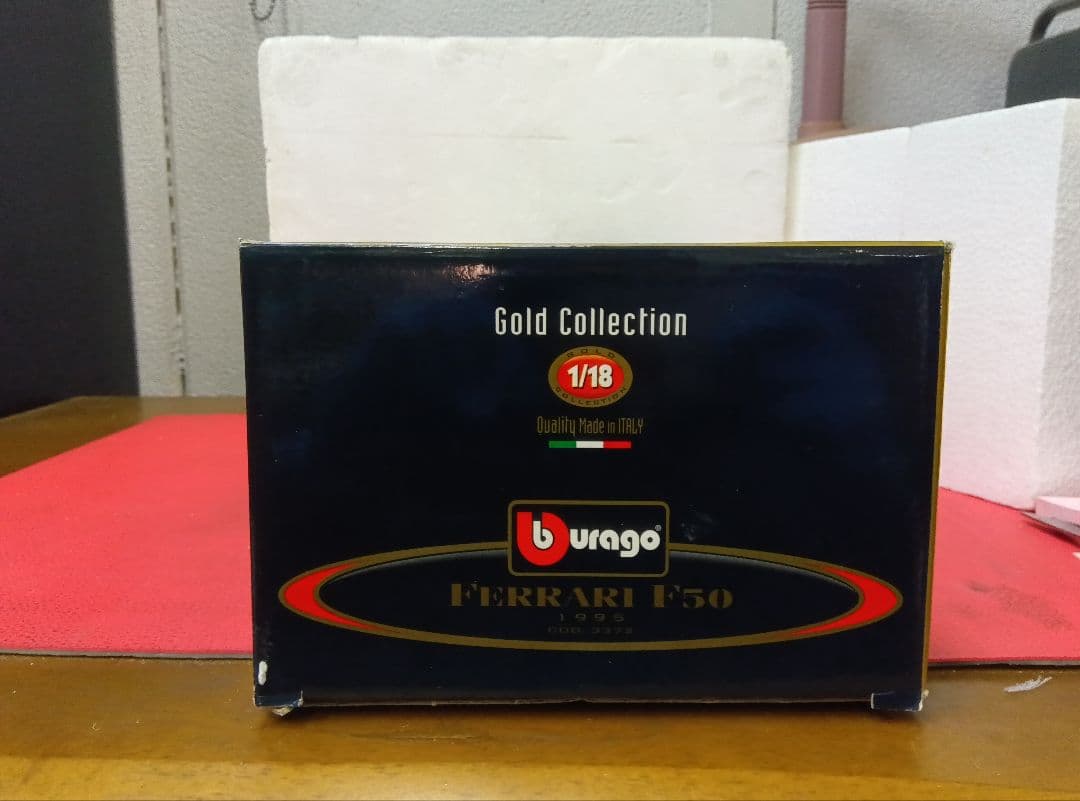 Gold Collection
GOLD
1/18
COLLECTION
Quality Made in ITALY
burago®
FERRARI F50
1995